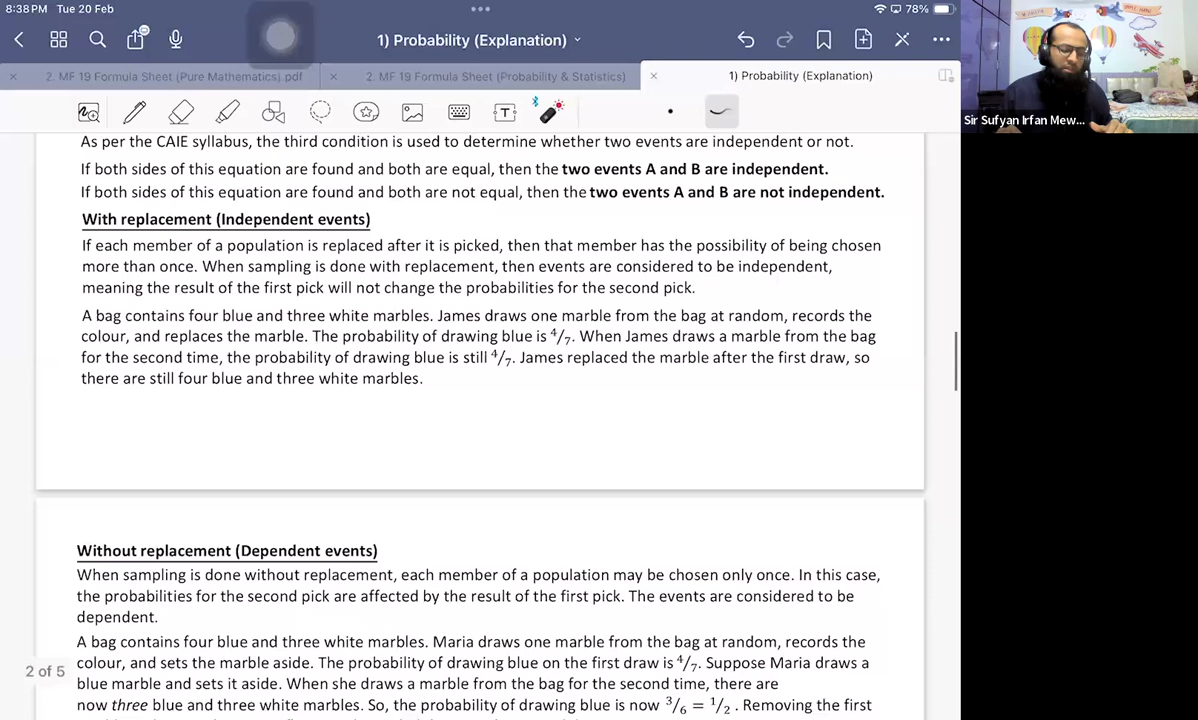 8:38 PM Tue 20 Feb
78%
1) Probability (Explanation)
2. MF 19 Formula Sheet (Pure Mathematics).pdf
2. MF 19 Formula Sheet (Probability & Statistics)
1) Probability (Explanation)
Sir Sufyan Irfan Mew...
As per the CAIE syllabus, the third condition is used to determine whether two events are independent or not.
If both sides of this equation are found and both are equal, then the two events A and B are independent.
If both sides of this equation are found and both are not equal, then the two events A and B are not independent.
With replacement (Independent events)
If each member of a population is replaced after it is picked, then that member has the possibility of being chosen
more than once. When sampling is done with replacement, then events are considered to be independent,
meaning the result of the first pick will not change the probabilities for the second pick.
A bag contains four blue and three white marbles. James draws one marble from the bag at random, records the
colour, and replaces the marble. The probability of drawing blue is 4/7. When James draws a marble from the bag
for the second time, the probability of drawing blue is still 4/7. James replaced the marble after the first draw, so
there are still four blue and three white marbles.
Without replacement (Dependent events)
When sampling is done without replacement, each member of a population may be chosen only once. In this case,
the probabilities for the second pick are affected by the result of the first pick. The events are considered to be
dependent.
A bag contains four blue and three white marbles. Maria draws one marble from the bag at random, records the
colour, and sets the marble aside. The probability of drawing blue on the first draw is 4/7. Suppose Maria draws a
2 of 5
blue marble and sets it aside. When she draws a marble from the bag for the second time, there are
now three blue and three white marbles. So, the probability of drawing blue is now 3/6 = 1/2 . Removing the first